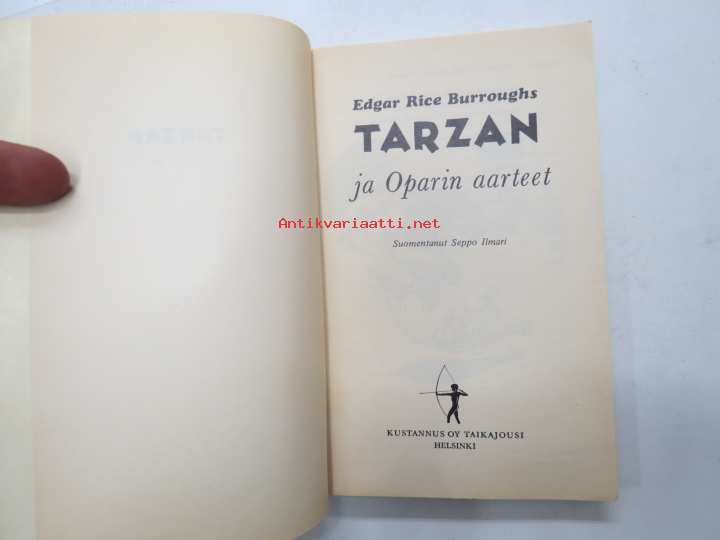 Edgar Rice Burroughs
TARZAN
ja Oparin aarteet
Antikvariaatti.net
Suomentanut Seppo Ilmari
KUSTANNUS OY TAIKAJOUSI
HELSINKI